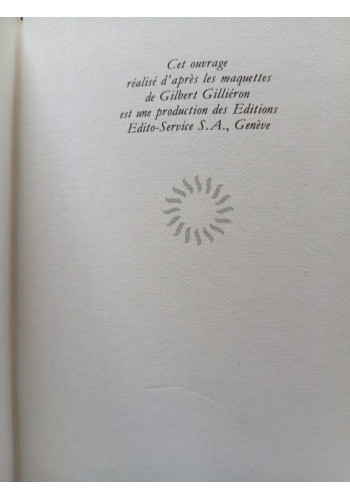 Cet ouvrage
réalisé d'après les maquettes
de Gilbert Gilliéron
est une production des Editions
Edito-Service S.A., Genève